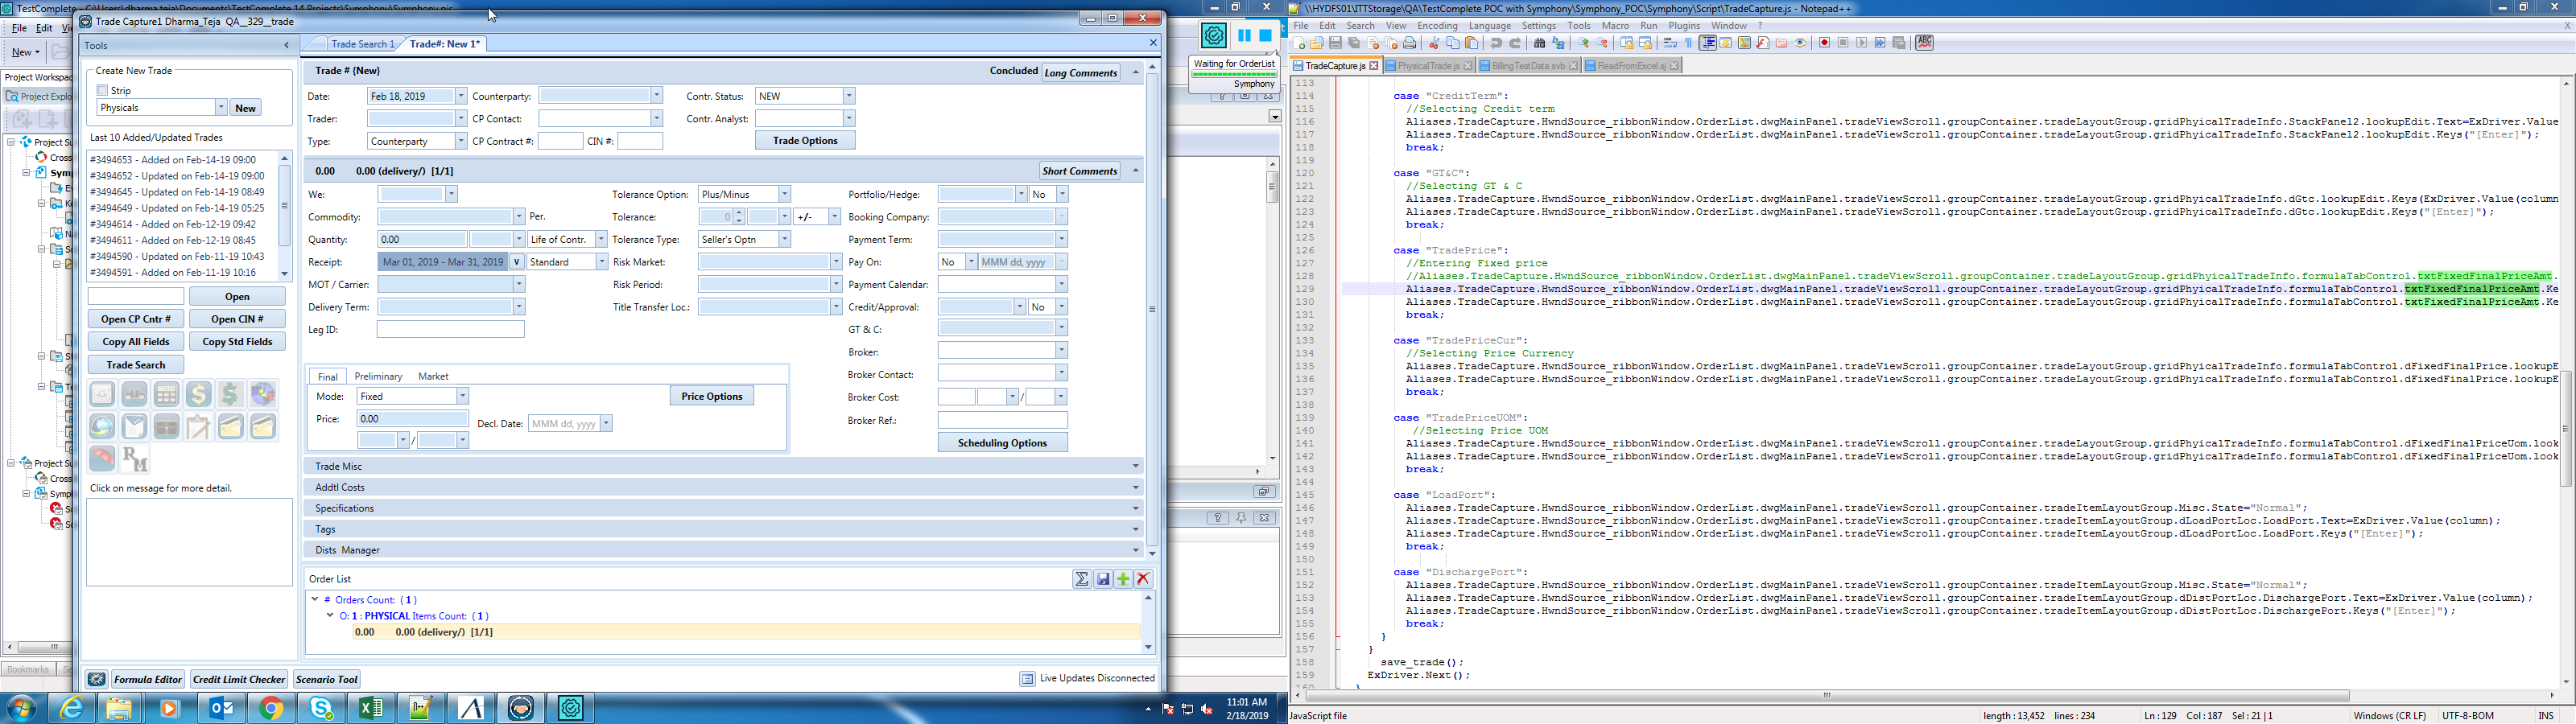 TestComplete - C:\Users\dharma.teja\Documents\TestComplete 14 Projects\Symphony\Symphony.pjs
File Edit
New
Project Workspace
Project Explo
Project Su
Cross
Project Su
Cross
Bookmarks
Trade Capture1 Dharma_Teja QA__329__trade
Tools
Create New Trade
Strip
Physicals
New
Last 10 Added/Updated Trades
#3494653 - Added on Feb-14-19 09:00
#3494652 - Updated on Feb-14-19 09:00
#3494645 - Updated on Feb-14-19 08:49
#3494649 - Updated on Feb-14-19 05:25
#3494614 - Updated on Feb-12-19 09:42
#3494611 - Added on Feb-12-19 08:45
#3494590 - Updated on Feb-11-19 10:43
#3494591 - Added on Feb-11-19 10:16
Open
Open CP Cntr # Open CIN #
Copy All Fields Copy Std Fields
Trade Search
RM
Click on message for more detail.
Trade Search 1 Trade#: New 1*
Trade # {New} Concluded Long Comments
Date: Feb 18, 2019 Counterparty: Contr. Status: NEW
Trader: CP Contact: Contr. Analyst:
Type: Counterparty CP Contract #: CIN #: Trade Options
0.00 0.00 (delivery/) [1/1] Short Comments
We: Tolerance Option: Plus/Minus Portfolio/Hedge: No
Commodity: Per. Tolerance: 0 +/- Booking Company:
Quantity: 0.00 Life of Contr. Tolerance Type: Seller's Optn Payment Term:
Receipt: Mar 01, 2019 - Mar 31, 2019 v Standard Risk Market: Pay On: No MMM dd, yyyy
MOT / Carrier: Risk Period: Payment Calendar:
Delivery Term: Title Transfer Loc.: Credit/Approval: No
Leg ID: GT & C:
Broker:
Broker Contact:
Broker Cost: /
Broker Ref.:
Scheduling Options
Final Preliminary Market
Mode: Fixed Price Options
Price: 0.00 Decl. Date: MMM dd, yyyy
/
Trade Misc
Addtl Costs
Specifications
Tags
Dists Manager
Order List
# Orders Count: ( 1 )
O: 1 : PHYSICAL Items Count: ( 1 )
0.00 0.00 (delivery/) [1/1]
Formula Editor Credit Limit Checker Scenario Tool Live Updates Disconnected
Waiting for OrderList
Symphony
11:01 AM
2/18/2019
\\HYDFS01\ITTStorage\QA\TestComplete POC with Symphony\Symphony_POC\Symphony\Script\TradeCapture.js - Notepad++
File Edit Search View Encoding Language Settings Tools Macro Run Plugins Window ? X
TradeCapture.js PhysicalTrade.js BillingTestData.svb ReadFromExcel.sj
113
114 case "CreditTerm":
115 //Selecting Credit term
116 Aliases.TradeCapture.HwndSource_ribbonWindow.OrderList.dwgMainPanel.tradeViewScroll.groupContainer.tradeLayoutGroup.gridPhyicalTradeInfo.StackPanel2.lookupEdit.Text=ExDriver.Value
117 Aliases.TradeCapture.HwndSource_ribbonWindow.OrderList.dwgMainPanel.tradeViewScroll.groupContainer.tradeLayoutGroup.gridPhyicalTradeInfo.StackPanel2.lookupEdit.Keys("[Enter]");
118 break;
119
120 case "GT&C":
121 //Selecting GT & C
122 Aliases.TradeCapture.HwndSource_ribbonWindow.OrderList.dwgMainPanel.tradeViewScroll.groupContainer.tradeLayoutGroup.gridPhyicalTradeInfo.dGtc.lookupEdit.Keys(ExDriver.Value(column
123 Aliases.TradeCapture.HwndSource_ribbonWindow.OrderList.dwgMainPanel.tradeViewScroll.groupContainer.tradeLayoutGroup.gridPhyicalTradeInfo.dGtc.lookupEdit.Keys("[Enter]");
124 break;
125
126 case "TradePrice":
127 //Entering Fixed price
128 //Aliases.TradeCapture.HwndSource_ribbonWindow.OrderList.dwgMainPanel.tradeViewScroll.groupContainer.tradeLayoutGroup.gridPhyicalTradeInfo.formulaTabControl.txtFixedFinalPriceAmt.
129 Aliases.TradeCapture.HwndSource_ribbonWindow.OrderList.dwgMainPanel.tradeViewScroll.groupContainer.tradeLayoutGroup.gridPhyicalTradeInfo.formulaTabControl.txtFixedFinalPriceAmt.Ke
130 Aliases.TradeCapture.HwndSource_ribbonWindow.OrderList.dwgMainPanel.tradeViewScroll.groupContainer.tradeLayoutGroup.gridPhyicalTradeInfo.formulaTabControl.txtFixedFinalPriceAmt.Ke
131 break;
132
133 case "TradePriceCur":
134 //Selecting Price Currency
135 Aliases.TradeCapture.HwndSource_ribbonWindow.OrderList.dwgMainPanel.tradeViewScroll.groupContainer.tradeLayoutGroup.gridPhyicalTradeInfo.formulaTabControl.dFixedFinalPrice.lookupE
136 Aliases.TradeCapture.HwndSource_ribbonWindow.OrderList.dwgMainPanel.tradeViewScroll.groupContainer.tradeLayoutGroup.gridPhyicalTradeInfo.formulaTabControl.dFixedFinalPrice.lookupE
137 break;
138
139 case "TradePriceUOM":
140 //Selecting Price UOM
141 Aliases.TradeCapture.HwndSource_ribbonWindow.OrderList.dwgMainPanel.tradeViewScroll.groupContainer.tradeLayoutGroup.gridPhyicalTradeInfo.formulaTabControl.dFixedFinalPriceUom.look
142 Aliases.TradeCapture.HwndSource_ribbonWindow.OrderList.dwgMainPanel.tradeViewScroll.groupContainer.tradeLayoutGroup.gridPhyicalTradeInfo.formulaTabControl.dFixedFinalPriceUom.look
143 break;
144
145 case "LoadPort":
146 Aliases.TradeCapture.HwndSource_ribbonWindow.OrderList.dwgMainPanel.tradeViewScroll.groupContainer.tradeItemLayoutGroup.Misc.State="Normal";
147 Aliases.TradeCapture.HwndSource_ribbonWindow.OrderList.dwgMainPanel.tradeViewScroll.groupContainer.tradeItemLayoutGroup.dLoadPortLoc.LoadPort.Text=ExDriver.Value(column);
148 Aliases.TradeCapture.HwndSource_ribbonWindow.OrderList.dwgMainPanel.tradeViewScroll.groupContainer.tradeItemLayoutGroup.dLoadPortLoc.LoadPort.Keys("[Enter]");
149 break;
150
151 case "DischargePort":
152 Aliases.TradeCapture.HwndSource_ribbonWindow.OrderList.dwgMainPanel.tradeViewScroll.groupContainer.tradeItemLayoutGroup.Misc.State="Normal";
153 Aliases.TradeCapture.HwndSource_ribbonWindow.OrderList.dwgMainPanel.tradeViewScroll.groupContainer.tradeItemLayoutGroup.dDistPortLoc.DischargePort.Text=ExDriver.Value(column);
154 Aliases.TradeCapture.HwndSource_ribbonWindow.OrderList.dwgMainPanel.tradeViewScroll.groupContainer.tradeItemLayoutGroup.dDistPortLoc.DischargePort.Keys("[Enter]");
155 break;
156 }
157 }
158 save_trade();
159 ExDriver.Next();
160
JavaScript file length : 13,452 lines : 234 Ln : 129 Col : 187 Sel : 21 | 1 Windows (CR LF) UTF-8-BOM INS